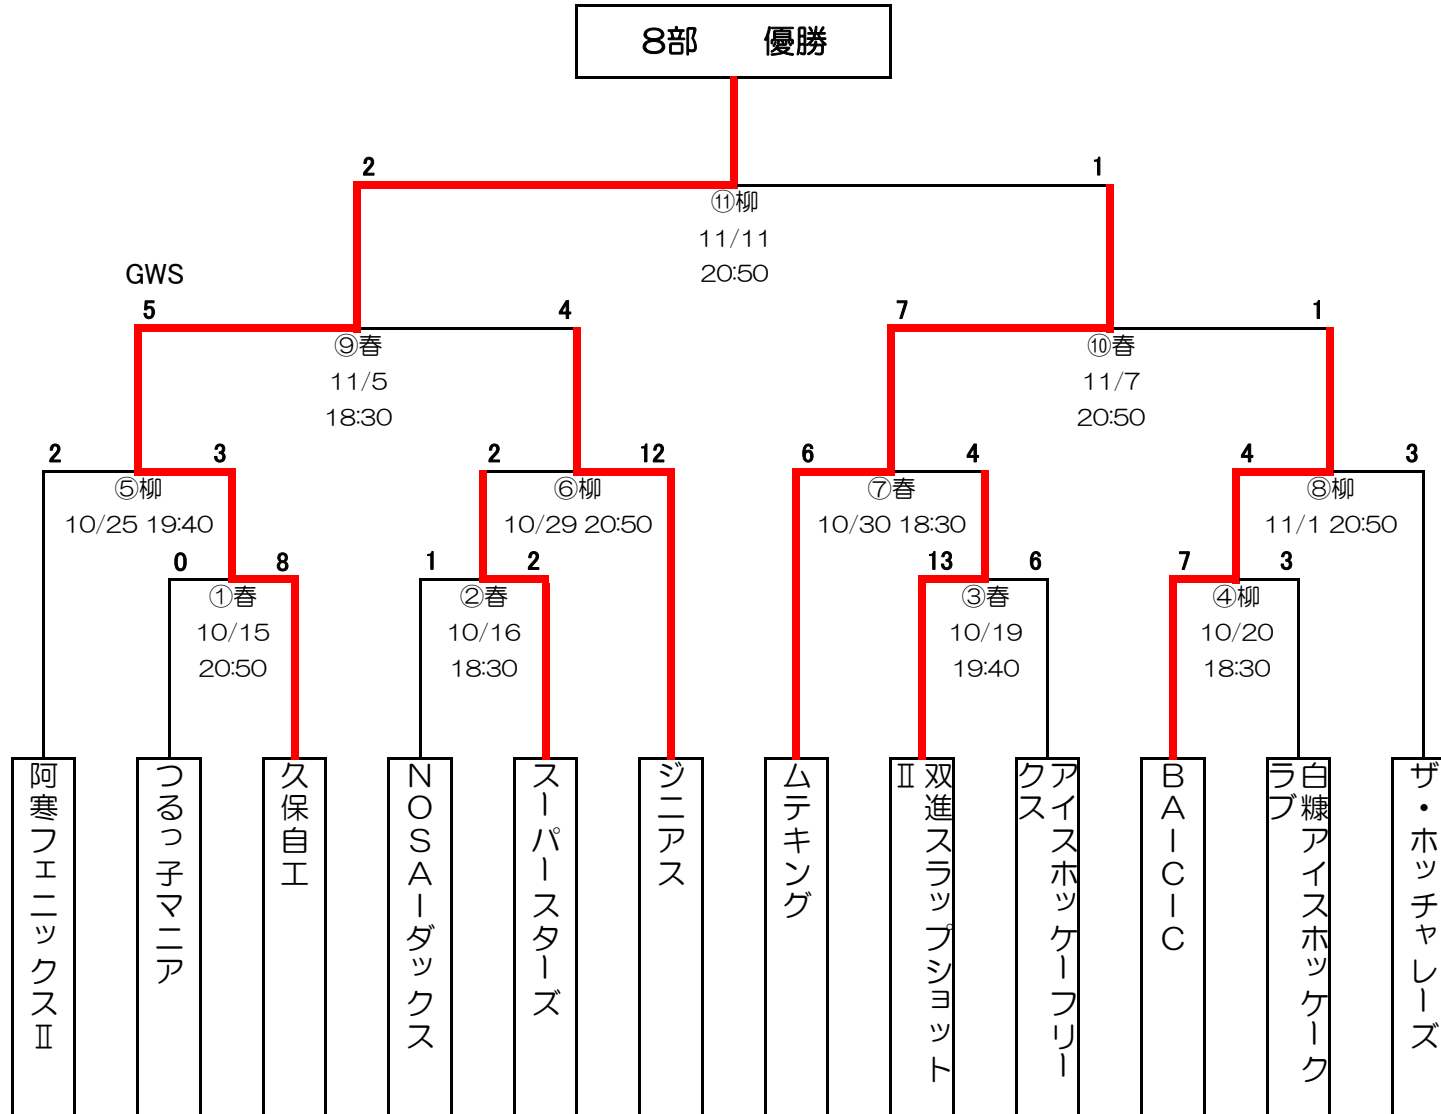 8部 優勝
2 1
⑪柳
11/11
20:50
GWS
5 4 7 1
⑨春 ⑩春
11/5 11/7
18:30 20:50
2 3 2 12 6 4 4 3
⑤柳 ⑥柳 ⑦春 ⑧柳
10/25 19:40 10/29 20:50 10/30 18:30 11/1 20:50
0 8 1 2 13 6 7 3
①春 ②春 ③春 ④柳
10/15 10/16 10/19 10/20
20:50 18:30 19:40 18:30
阿寒フェニックスⅡ
つるっ子マニア
久保自工
NOSAIダックス
スーパースターズ
ジニアス
ムテキング
双進スラップショット
Ⅱ
アイスホッケーフリー
クス
BAICIC
白糠アイスホッケーク
ラブ
ザ・ホッチャレーズ